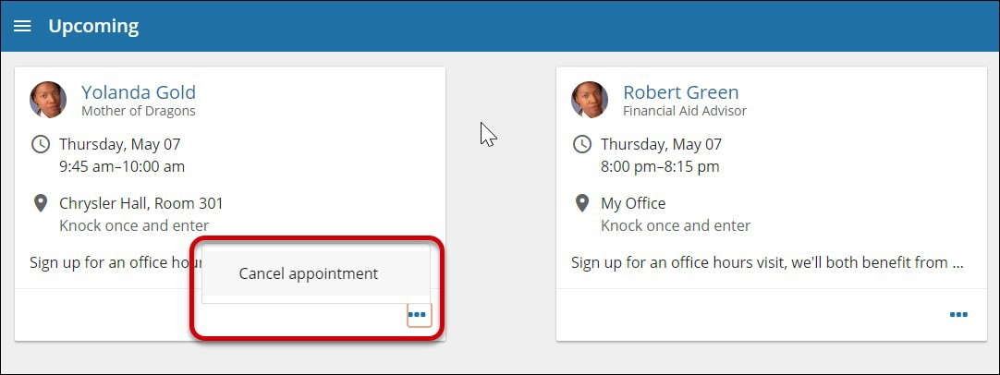 Upcoming
Yolanda Gold
Mother of Dragons
Thursday, May 07
9:45 am–10:00 am
Chrysler Hall, Room 301
Knock once and enter
Sign up for an office
Cancel appointment
Robert Green
Financial Aid Advisor
Thursday, May 07
8:00 pm–8:15 pm
My Office
Knock once and enter
Sign up for an office hours visit, we'll both benefit from ...